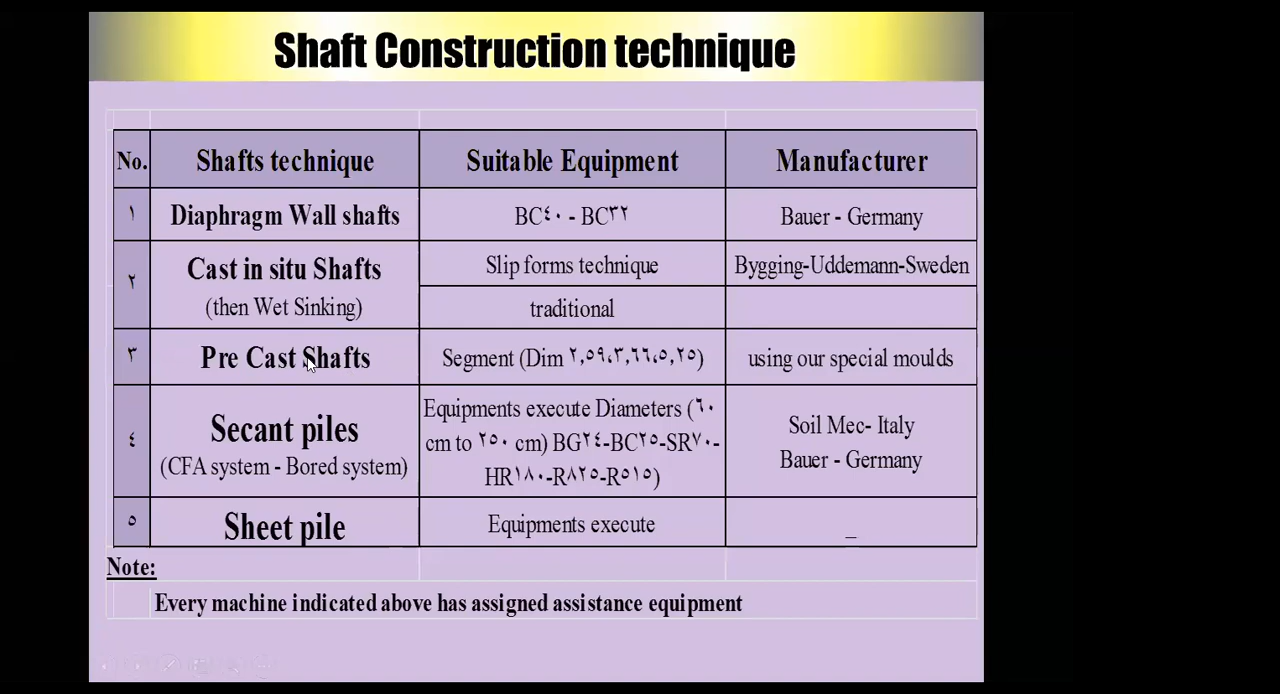 Shaft Construction technique
No. Shafts technique Suitable Equipment Manufacturer
١ Diaphragm Wall shafts BC٤٠ - BC٣٢ Bauer - Germany
٢ Cast in situ Shafts Slip forms technique Bygging-Uddemann-Sweden
(then Wet Sinking) traditional
٣ Pre Cast Shafts Segment (Dim ٢,٥٩،٣,٦٦،٥,٢٥) using our special moulds
٤ Secant piles Equipments execute Diameters (٦٠ Soil Mec- Italy
(CFA system - Bored system) cm to ٢٥٠ cm) BG٢٤-BC٢٥-SR٧٠- Bauer - Germany
HR١٨٠-R٨٢٥-R٥١٥)
٥ Sheet pile Equipments execute _
Note:
Every machine indicated above has assigned assistance equipment